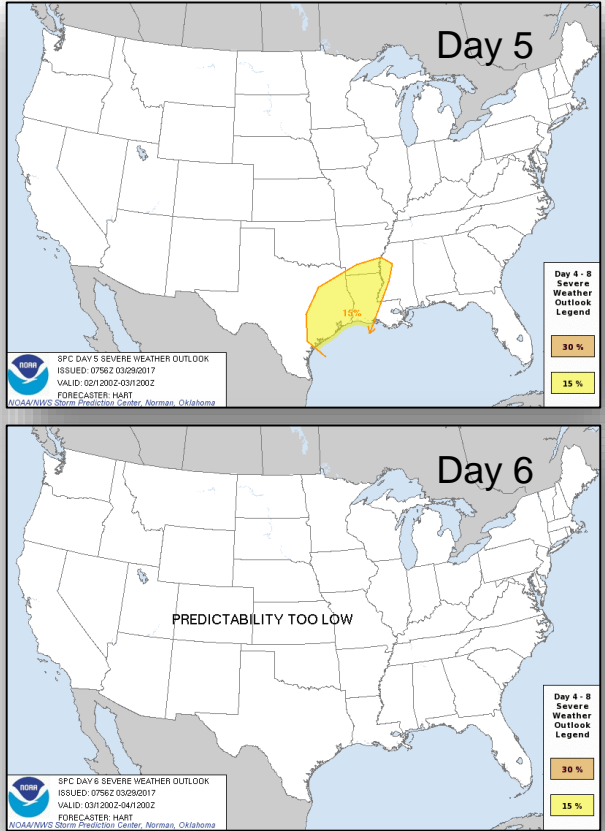 Day 5
15%
Day 4 - 8
Severe
Weather
Outlook
Legend
30 %
15 %
NOAA
SPC DAY 5 SEVERE WEATHER OUTLOOK
ISSUED: 0756Z 03/29/2017
VALID: 02/1200Z-03/1200Z
FORECASTER: HART
NOAA/NWS Storm Prediction Center, Norman, Oklahoma
Day 6
PREDICTABILITY TOO LOW
Day 4 - 8
Severe
Weather
Outlook
Legend
30 %
15 %
NOAA
SPC DAY 6 SEVERE WEATHER OUTLOOK
ISSUED: 0756Z 03/29/2017
VALID: 03/1200Z-04/1200Z
FORECASTER: HART
NOAA/NWS Storm Prediction Center, Norman, Oklahoma